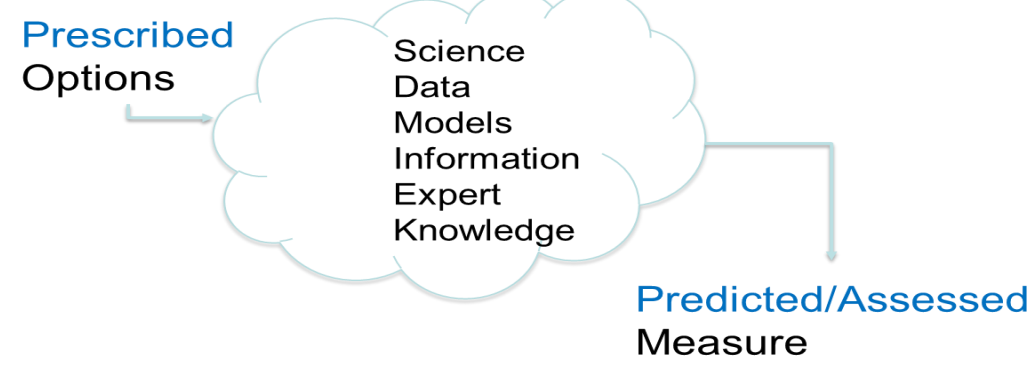 Prescribed
Options
Science
Data
Models
Information
Expert
Knowledge
Predicted/Assessed
Measure